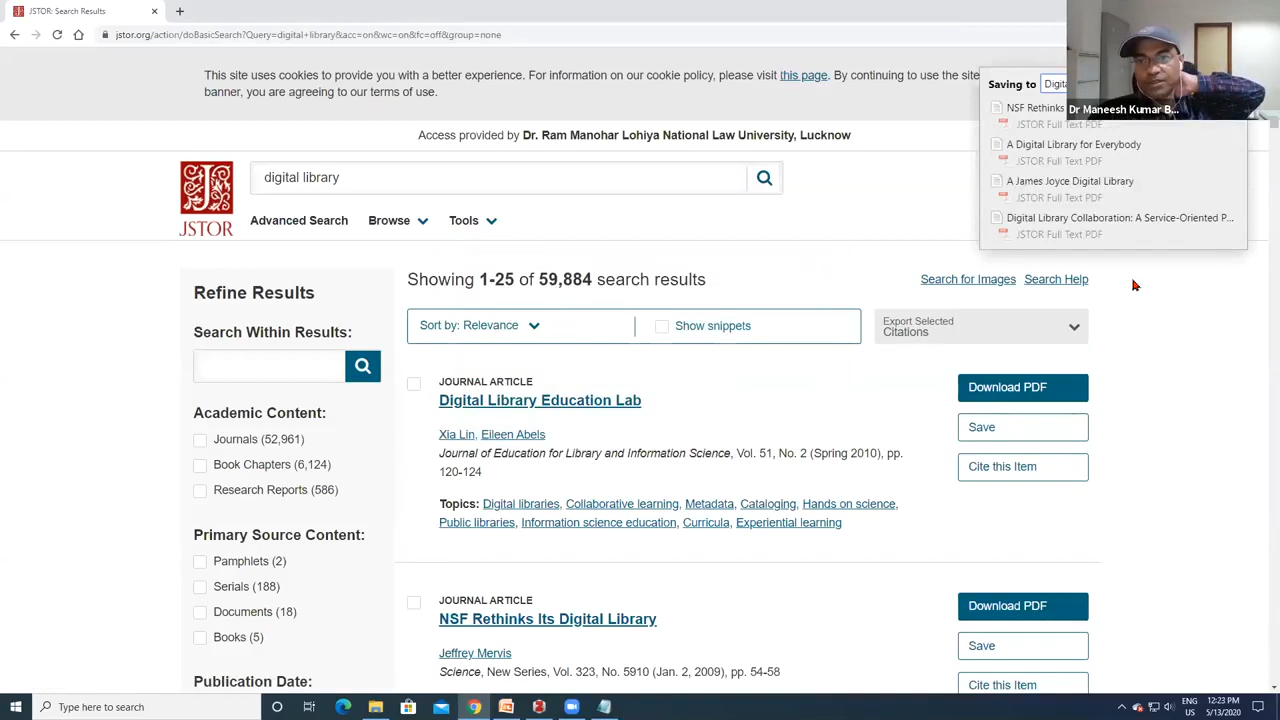 JSTOR: Search Results
jstor.org/action/doBasicSearch?Query=digital+library&acc=on&wc=on&fc=off&group=none
This site uses cookies to provide you with a better experience. For information on our cookie policy, please visit this page. By continuing to use the site
banner, you are agreeing to our terms of use.
Saving to Digita
NSF Rethinks
Dr Maneesh Kumar B...
JSTOR Full Text PDF
A Digital Library for Everybody
JSTOR Full Text PDF
A James Joyce Digital Library
JSTOR Full Text PDF
Digital Library Collaboration: A Service-Oriented P...
JSTOR Full Text PDF
Access provided by Dr. Ram Manohar Lohiya National Law University, Lucknow
digital library
JSTOR
Advanced Search Browse Tools
Refine Results
Search Within Results:
Academic Content:
Journals (52,961)
Book Chapters (6,124)
Research Reports (586)
Primary Source Content:
Pamphlets (2)
Serials (188)
Documents (18)
Books (5)
Publication Date:
Showing 1-25 of 59,884 search results
Search for Images Search Help
Sort by: Relevance
Show snippets
Export Selected
Citations
JOURNAL ARTICLE
Digital Library Education Lab
Xia Lin, Eileen Abels
Journal of Education for Library and Information Science, Vol. 51, No. 2 (Spring 2010), pp.
120-124
Topics: Digital libraries, Collaborative learning, Metadata, Cataloging, Hands on science,
Public libraries, Information science education, Curricula, Experiential learning
Download PDF
Save
Cite this Item
JOURNAL ARTICLE
NSF Rethinks Its Digital Library
Jeffrey Mervis
Science, New Series, Vol. 323, No. 5910 (Jan. 2, 2009), pp. 54-58
Download PDF
Save
Cite this Item
Type here to search
ENG
US
12:23 PM
5/13/2020